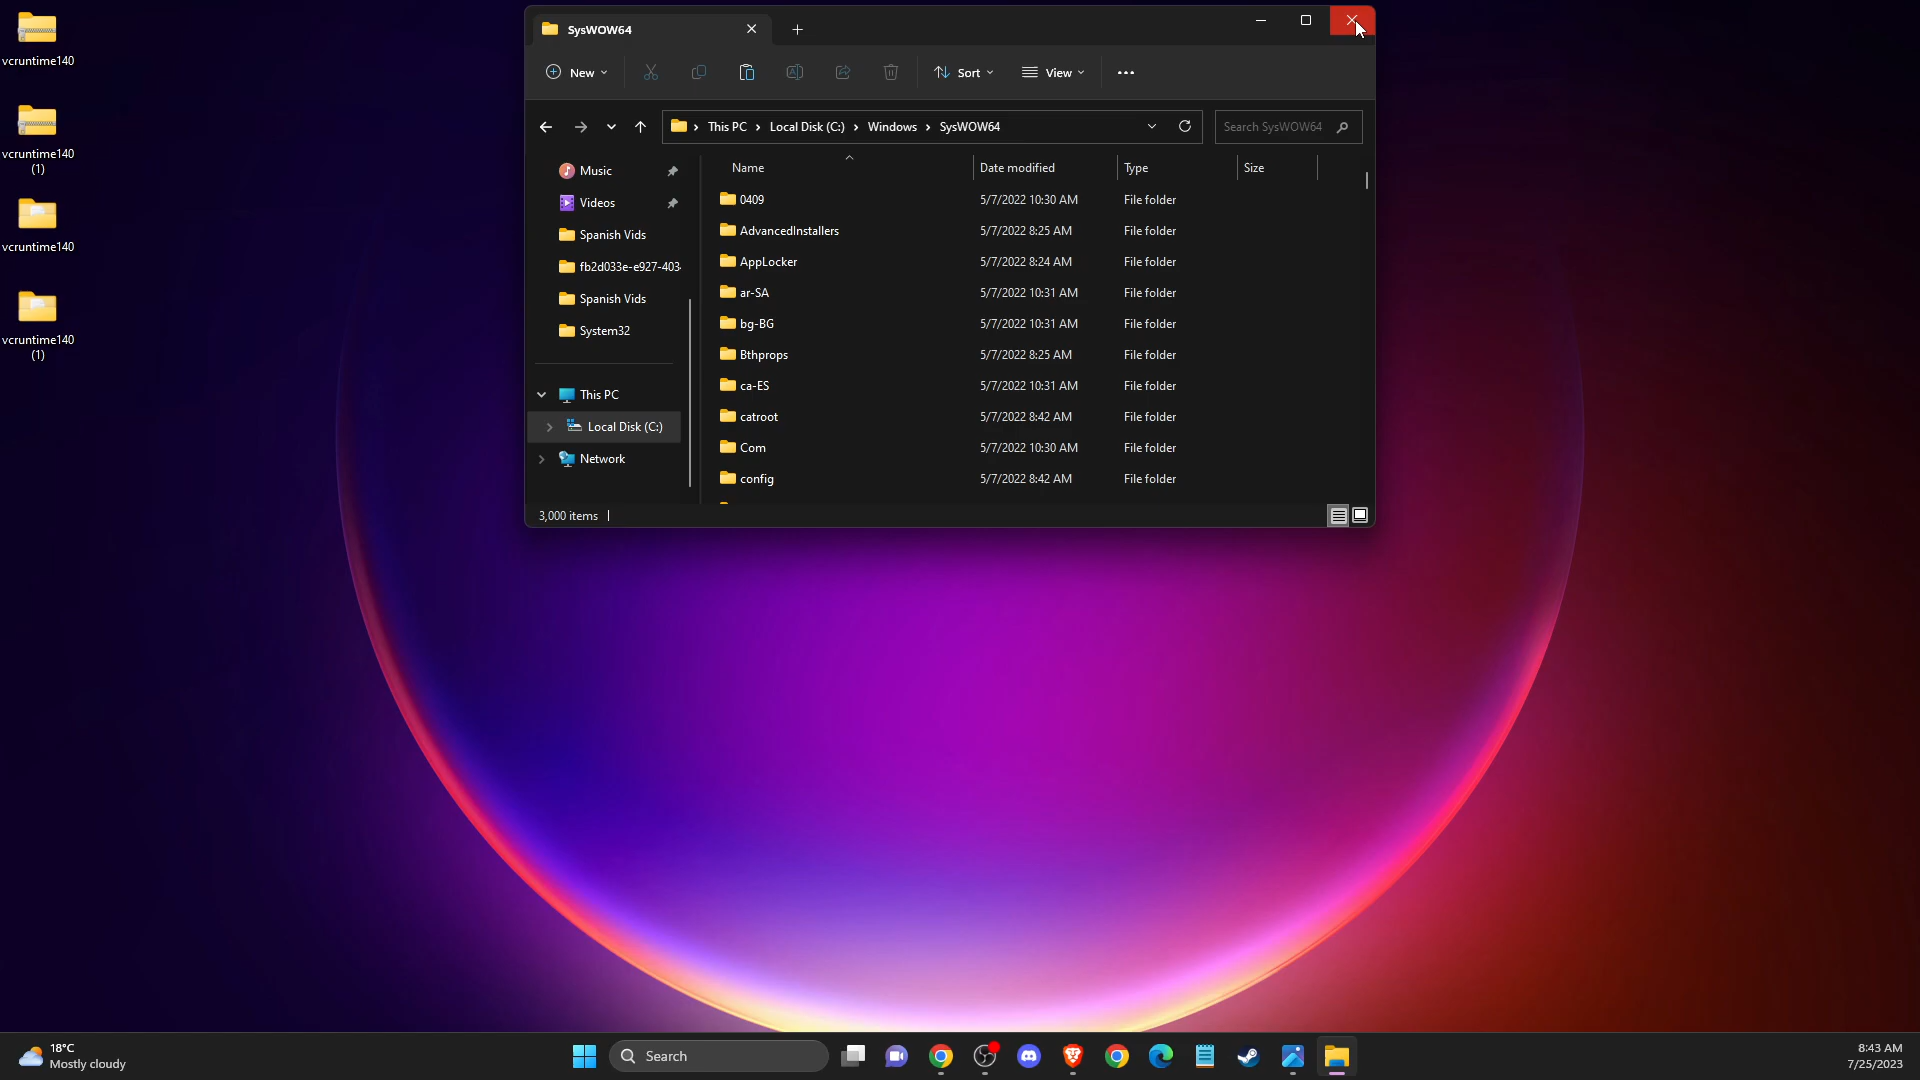 vcruntime140
vcruntime140
(1)
vcruntime140
vcruntime140
(1)
SysWOW64
New
Sort
View
This PC
Local Disk (C:)
Windows
SysWOW64
Search SysWOW64
Music
Videos
Spanish Vids
fb2d033e-e927-403
Spanish Vids
System32
This PC
Local Disk (C:)
Network
Name
Date modified
Type
Size
0409 5/7/2022 10:30 AM File folder
AdvancedInstallers 5/7/2022 8:25 AM File folder
AppLocker 5/7/2022 8:24 AM File folder
ar-SA 5/7/2022 10:31 AM File folder
bg-BG 5/7/2022 10:31 AM File folder
Bthprops 5/7/2022 8:25 AM File folder
ca-ES 5/7/2022 10:31 AM File folder
catroot 5/7/2022 8:42 AM File folder
Com 5/7/2022 10:30 AM File folder
config 5/7/2022 8:42 AM File folder
3,000 items
18°C
Mostly cloudy
Search
8:43 AM
7/25/2023